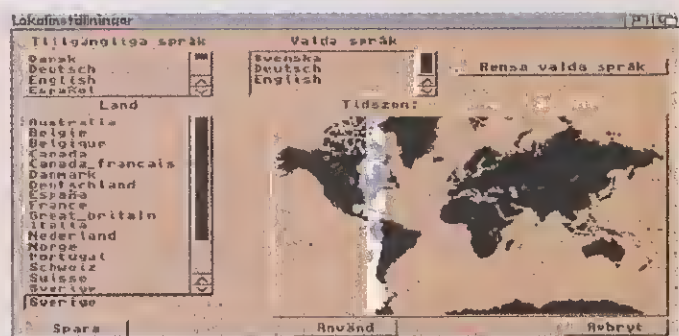 Lokalinställningar
Tillgängliga språk
Dansk
Deutsch
English
Español
Valda språk
Svenska
Deutsch
English
Rensa valda språk
Land
Australia
Belgie
Belgique
Canada
Canada_francais
Danmark
Deutschland
España
France
Great_britain
Italia
Nederland
Norge
Portugal
Schweiz
Suisse
Sverige
Sverige
Tidszon:
Spara
Använd
Avbryt